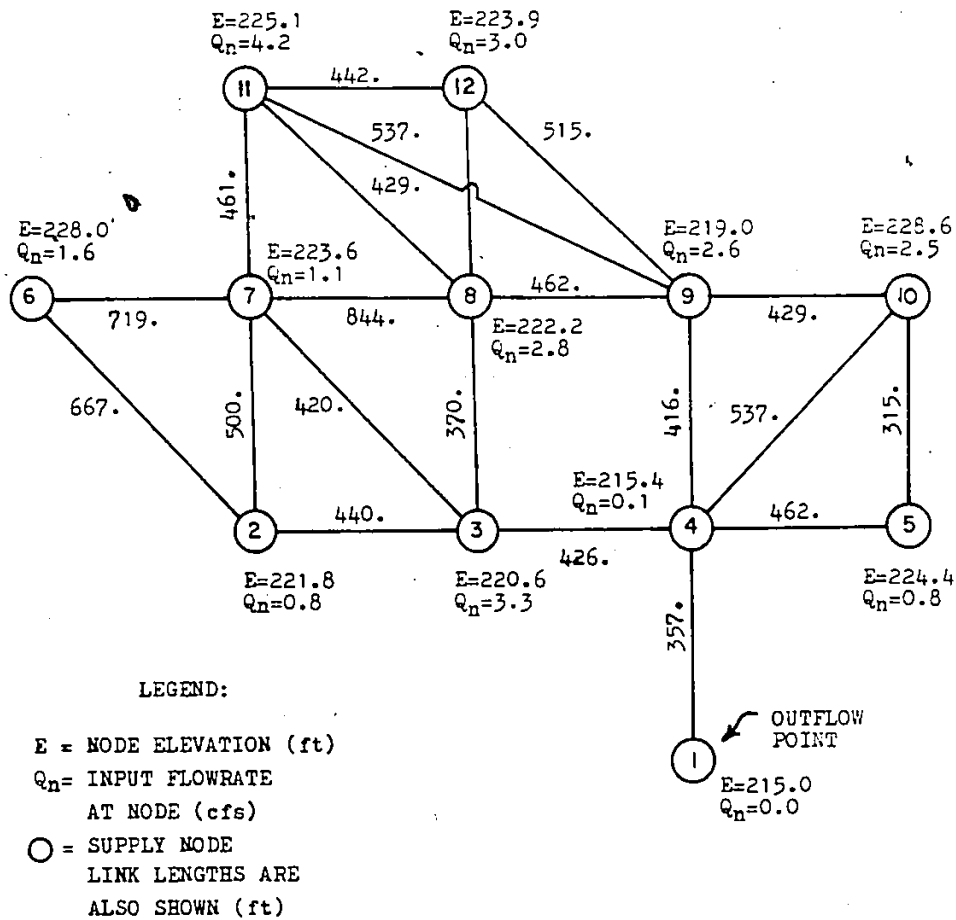 E=225.1
Qn=4.2
E=223.9
Qn=3.0
11
442.
12
537.
515.
429.
461.
E=228.0
Qn=1.6
E=223.6
Qn=1.1
E=219.0
Qn=2.6
E=228.6
Qn=2.5
6
719.
7
844.
8
462.
9
429.
10
E=222.2
Qn=2.8
667.
500.
420.
370.
416.
537.
315.
E=215.4
Qn=0.1
2
440.
3
426.
4
462.
5
E=221.8
Qn=0.8
E=220.6
Qn=3.3
E=224.4
Qn=0.8
357.
LEGEND:
OUTFLOW
POINT
1
E=215.0
Qn=0.0
E = NODE ELEVATION (ft)
Qn= INPUT FLOWRATE
AT NODE (cfs)
= SUPPLY NODE
LINK LENGTHS ARE
ALSO SHOWN (ft)